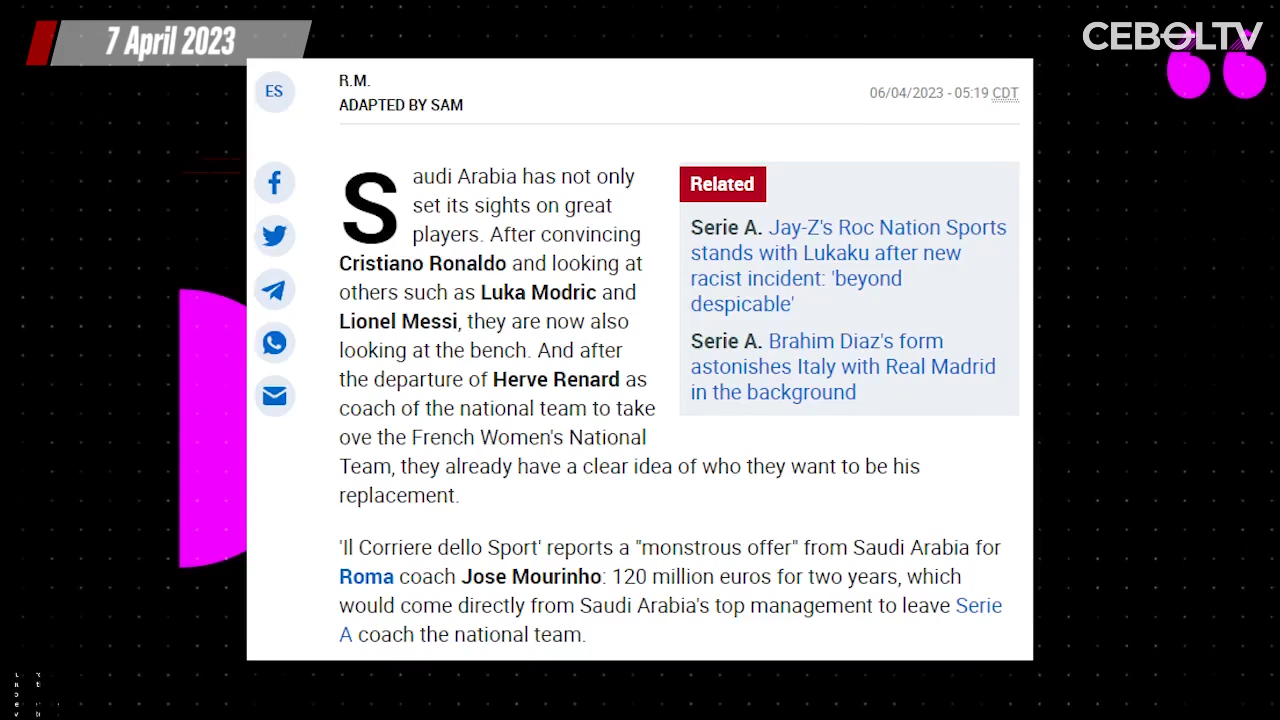 7 April 2023
CEBOLTV
ES
R.M.
ADAPTED BY SAM
06/04/2023 - 05:19 CDT
Saudi Arabia has not only
set its sights on great
players. After convincing
Cristiano Ronaldo and looking at
others such as Luka Modric and
Lionel Messi, they are now also
looking at the bench. And after
the departure of Herve Renard as
coach of the national team to take
ove the French Women's National
Team, they already have a clear idea of who they want to be his
replacement.
Related
Serie A. Jay-Z's Roc Nation Sports
stands with Lukaku after new
racist incident: 'beyond
despicable'
Serie A. Brahim Diaz's form
astonishes Italy with Real Madrid
in the background
'Il Corriere dello Sport' reports a "monstrous offer" from Saudi Arabia for
Roma coach Jose Mourinho: 120 million euros for two years, which
would come directly from Saudi Arabia's top management to leave Serie
A coach the national team.